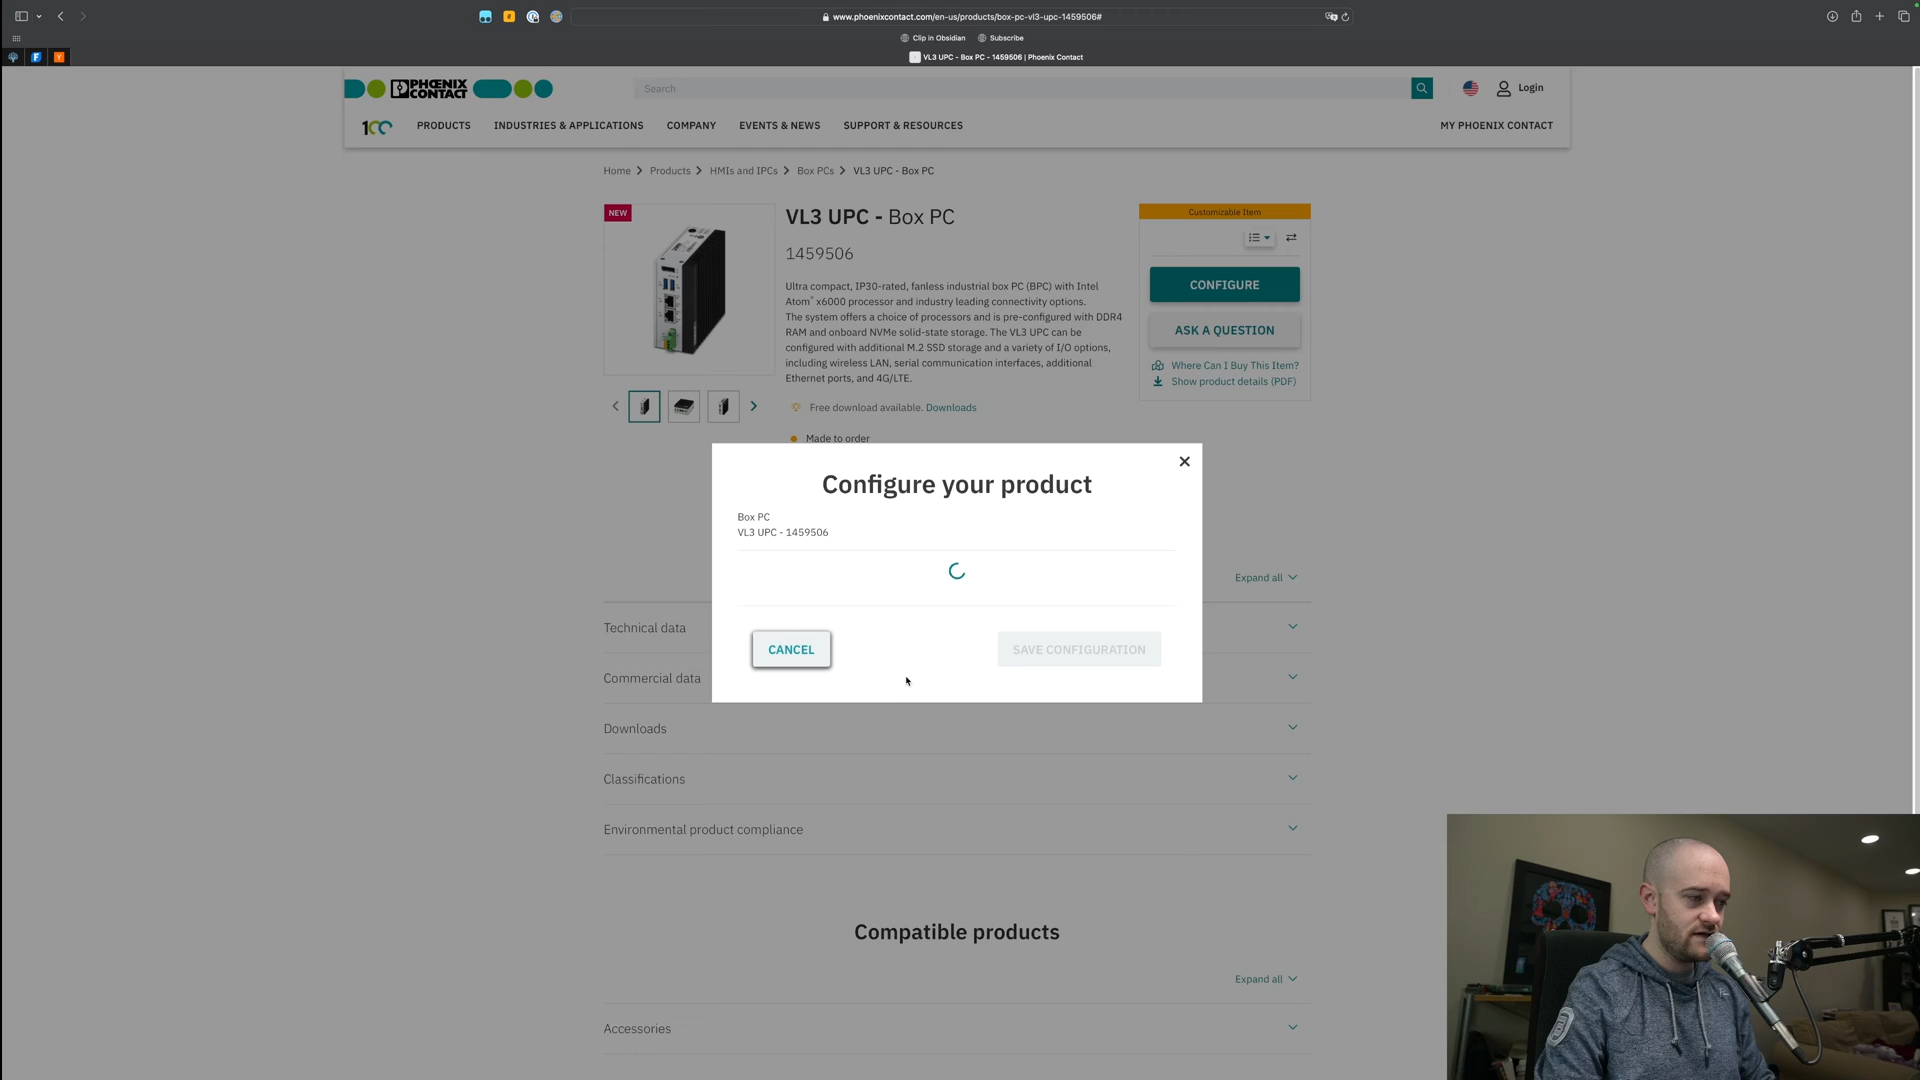 www.phoenixcontact.com/en-us/products/box-pc-vl3-upc-1459506#
Clip in Obsidian
Subscribe
F
Y
VL3 UPC - Box PC - 1459506 | Phoenix Contact
PHŒNIX
CONTACT
Search
Login
100
PRODUCTS
INDUSTRIES & APPLICATIONS
COMPANY
EVENTS & NEWS
SUPPORT & RESOURCES
MY PHOENIX CONTACT
Home
Products
HMIs and IPCs
Box PCs
VL3 UPC - Box PC
NEW
VL3 UPC - Box PC
1459506
Ultra compact, IP30-rated, fanless industrial box PC (BPC) with Intel
Atom® x6000 processor and industry leading connectivity options.
The system offers a choice of processors and is pre-configured with DDR4
RAM and onboard NVMe solid-state storage. The VL3 UPC can be
configured with additional M.2 SSD storage and a variety of I/O options,
including wireless LAN, serial communication interfaces, additional
Ethernet ports, and 4G/LTE.
Free download available. Downloads
Made to order
Customizable Item
CONFIGURE
ASK A QUESTION
Where Can I Buy This Item?
Show product details (PDF)
Configure your product
Box PC
VL3 UPC - 1459506
CANCEL
SAVE CONFIGURATION
Expand all
Technical data
Commercial data
Downloads
Classifications
Environmental product compliance
Compatible products
Expand all
Accessories